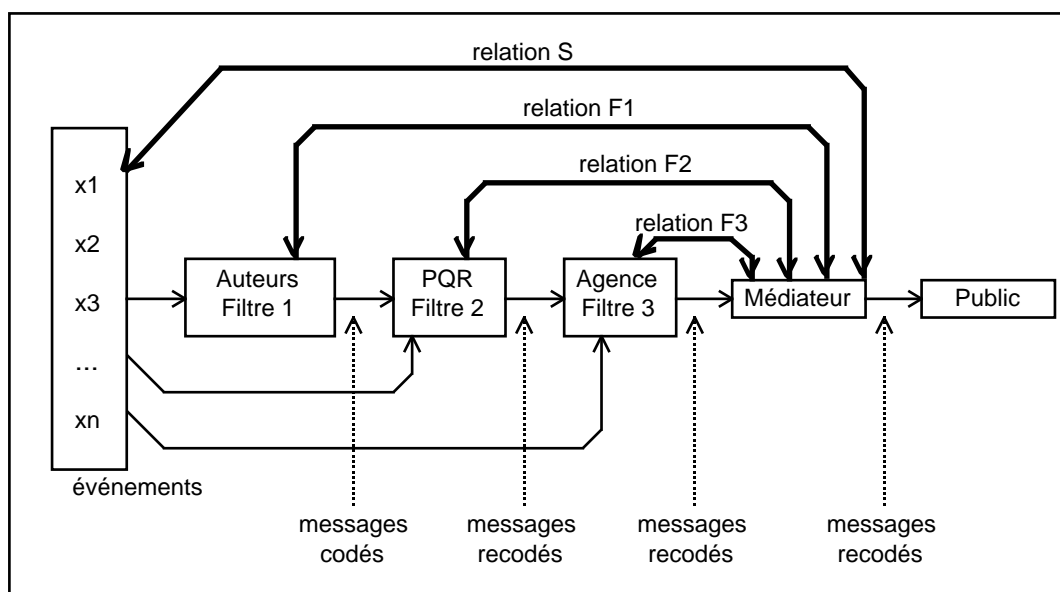 relation S
relation F1
relation F2
relation F3
x1
x2
x3
...
xn
événements
Auteurs
Filtre 1
PQR
Filtre 2
Agence
Filtre 3
Médiateur
Public
messages
codés
messages
recodés
messages
recodés
messages
recodés